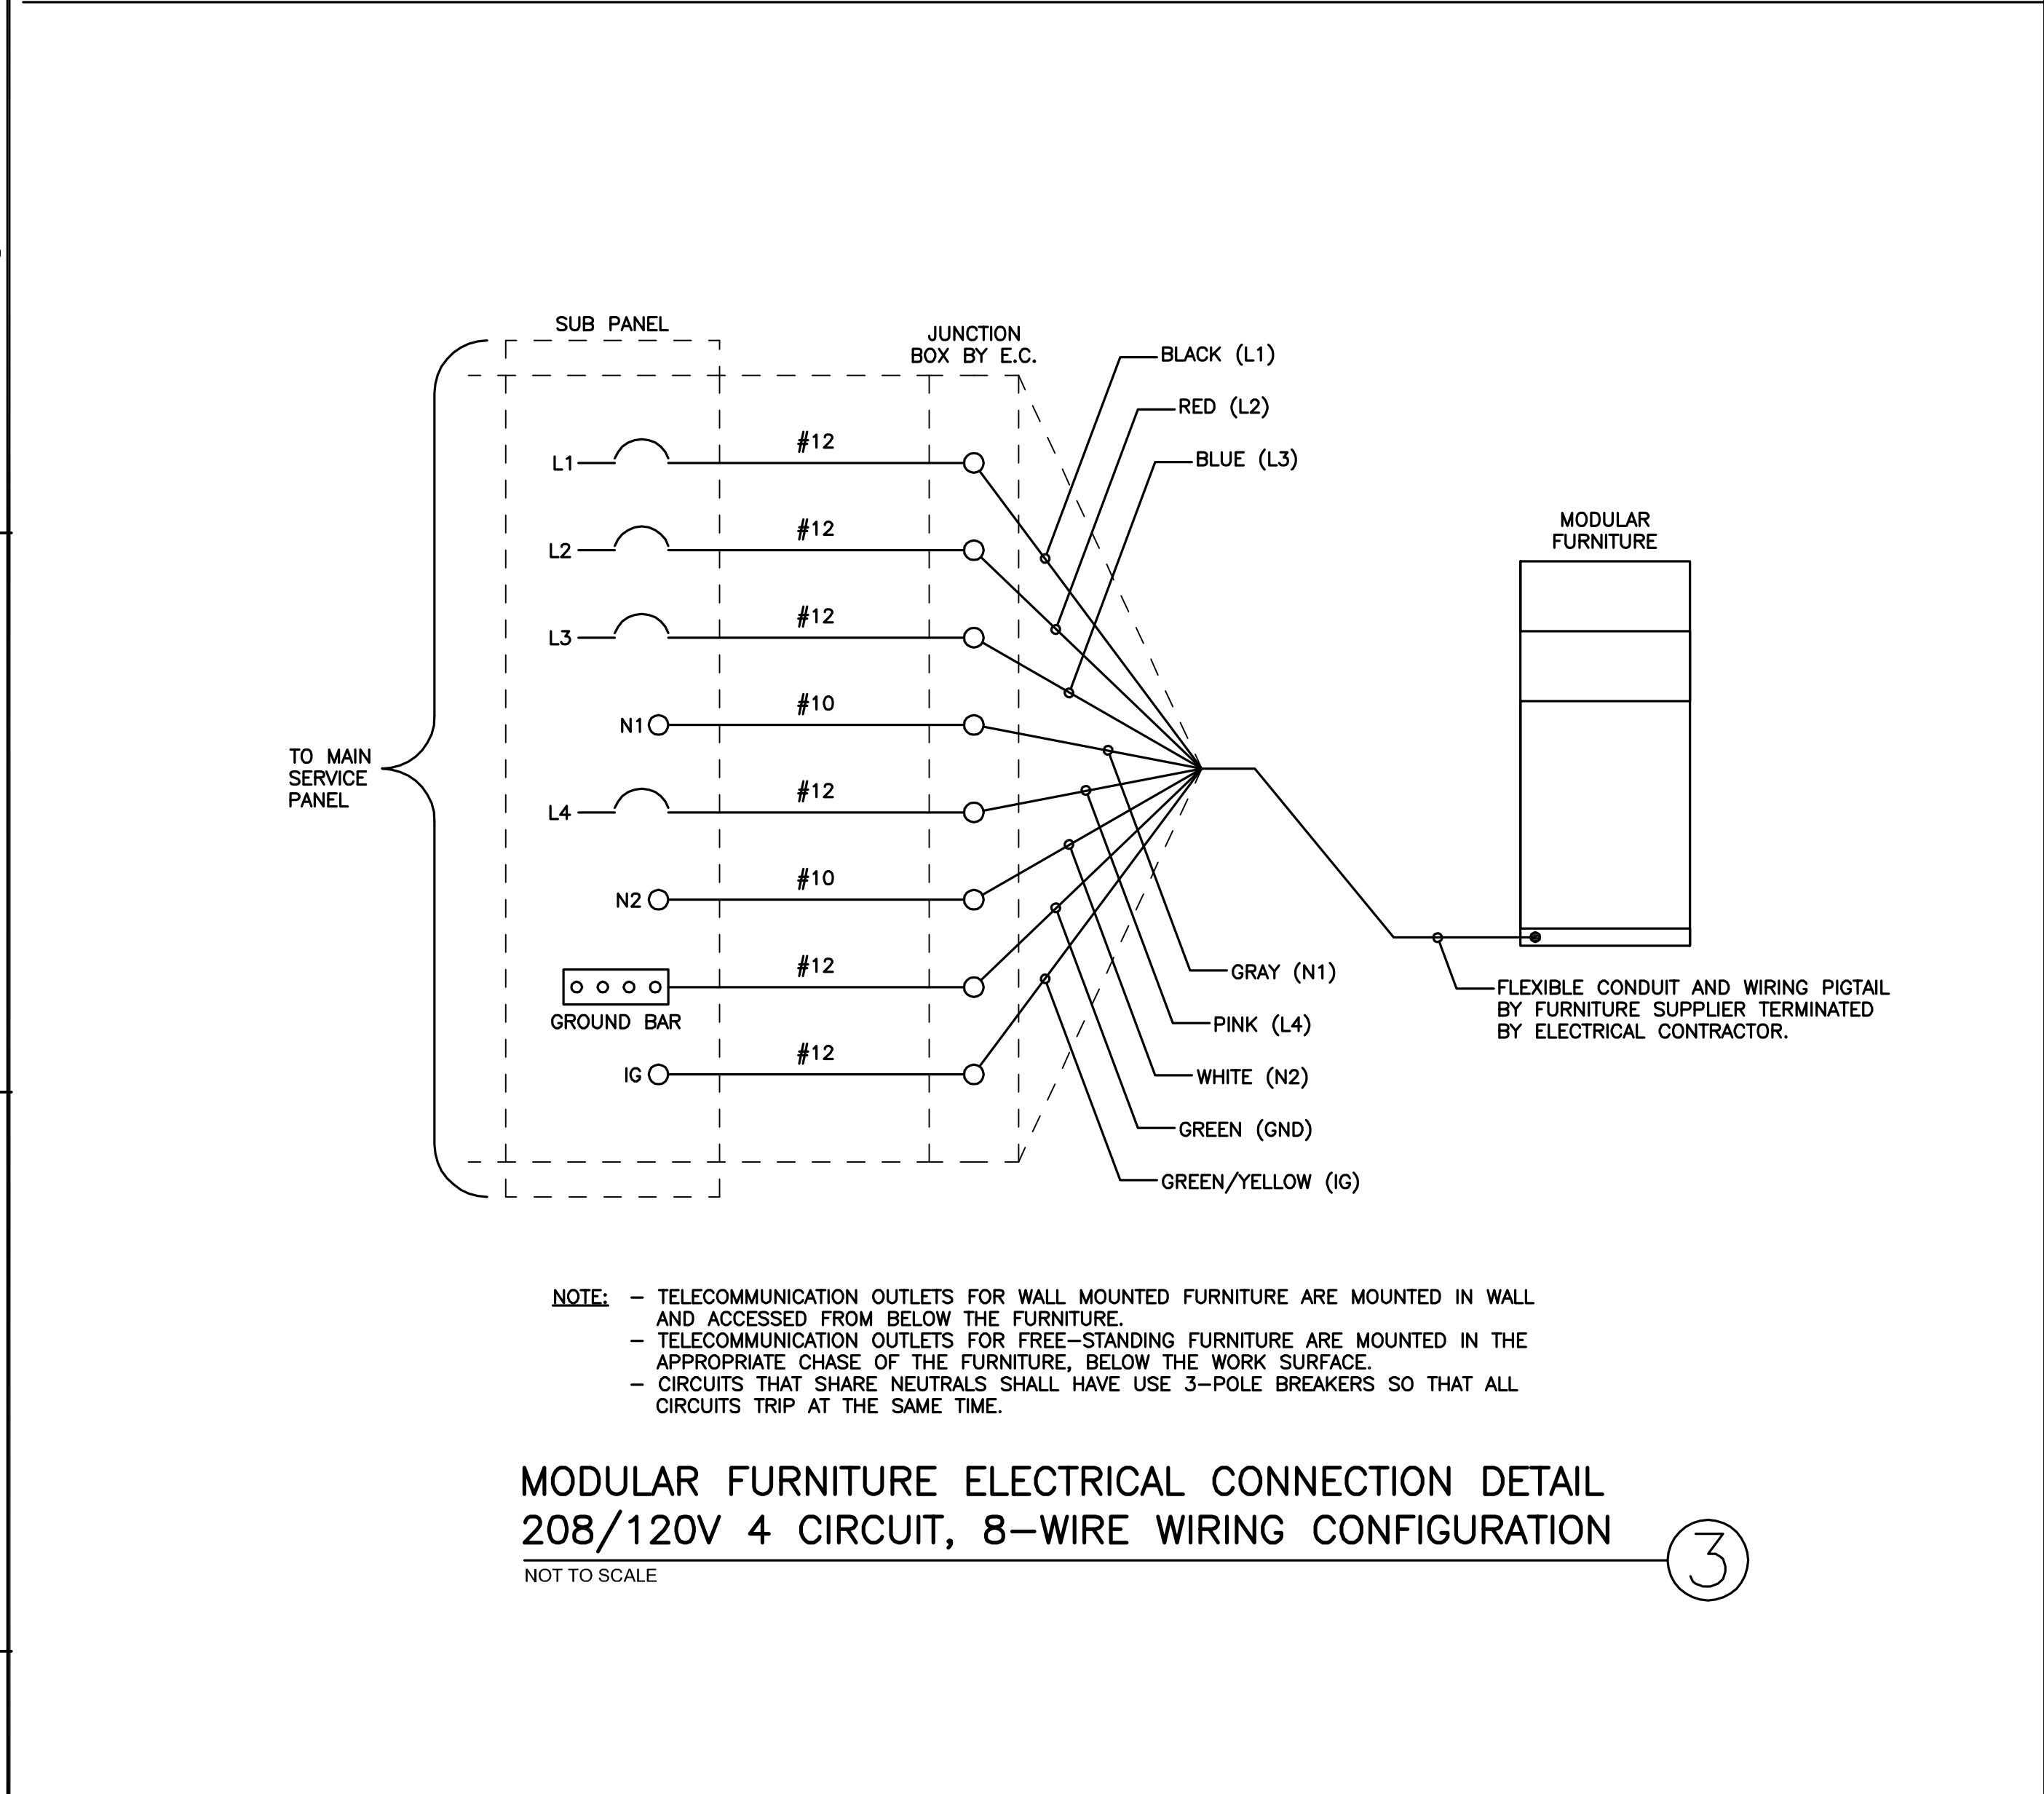 SUB PANEL
JUNCTION
BOX BY E.C.
BLACK (L1)
RED (L2)
BLUE (L3)
L1
#12
L2
#12
L3
#12
N1
#10
L4
#12
N2
#10
#12
GROUND BAR
IG
#12
TO MAIN
SERVICE
PANEL
MODULAR
FURNITURE
GRAY (N1)
PINK (L4)
WHITE (N2)
GREEN (GND)
GREEN/YELLOW (IG)
FLEXIBLE CONDUIT AND WIRING PIGTAIL
BY FURNITURE SUPPLIER TERMINATED
BY ELECTRICAL CONTRACTOR.
NOTE: – TELECOMMUNICATION OUTLETS FOR WALL MOUNTED FURNITURE ARE MOUNTED IN WALL
AND ACCESSED FROM BELOW THE FURNITURE.
– TELECOMMUNICATION OUTLETS FOR FREE–STANDING FURNITURE ARE MOUNTED IN THE
APPROPRIATE CHASE OF THE FURNITURE, BELOW THE WORK SURFACE.
– CIRCUITS THAT SHARE NEUTRALS SHALL HAVE USE 3–POLE BREAKERS SO THAT ALL
CIRCUITS TRIP AT THE SAME TIME.
MODULAR FURNITURE ELECTRICAL CONNECTION DETAIL
208/120V 4 CIRCUIT, 8–WIRE WIRING CONFIGURATION
3
NOT TO SCALE